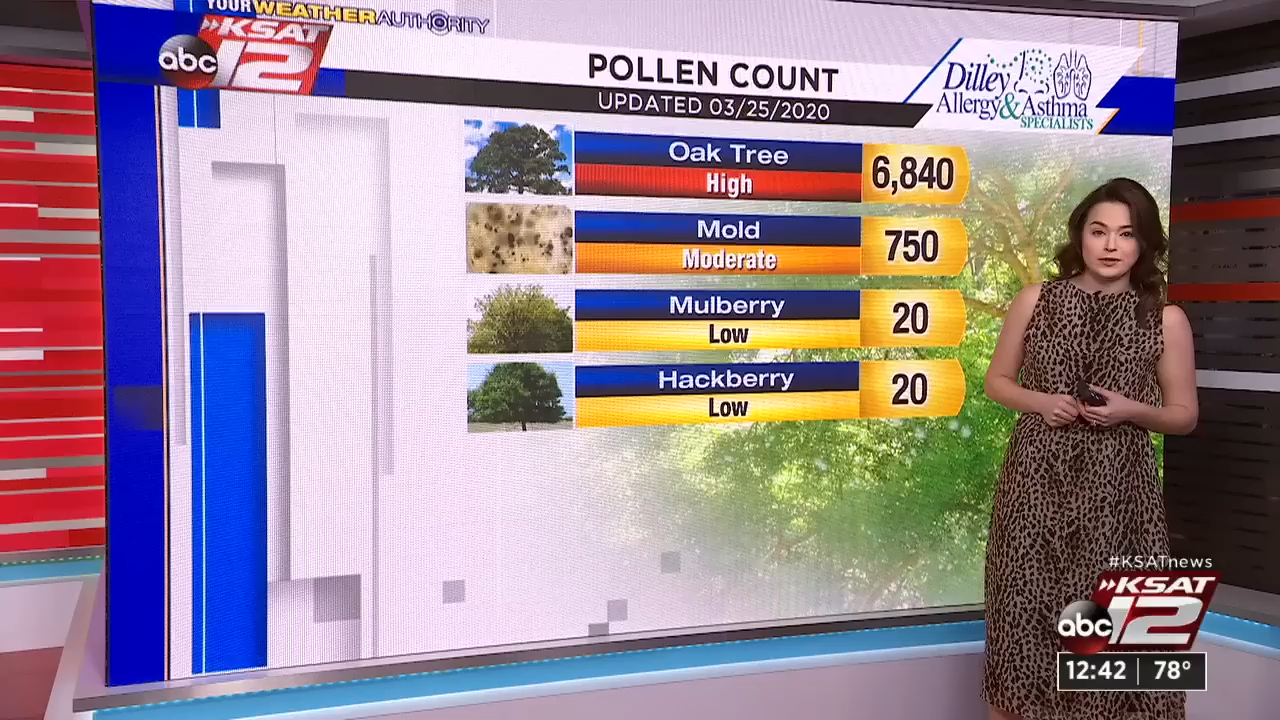 YOUR WEATHER AUTHORITY
KSAT
abc 12
POLLEN COUNT
UPDATED 03/25/2020
Dilley
Allergy & Asthma
SPECIALISTS
Oak Tree
High
6,840
Mold
Moderate
750
Mulberry
Low
20
Hackberry
Low
20
#KSATnews
KSAT
abc 12
12:42 78°